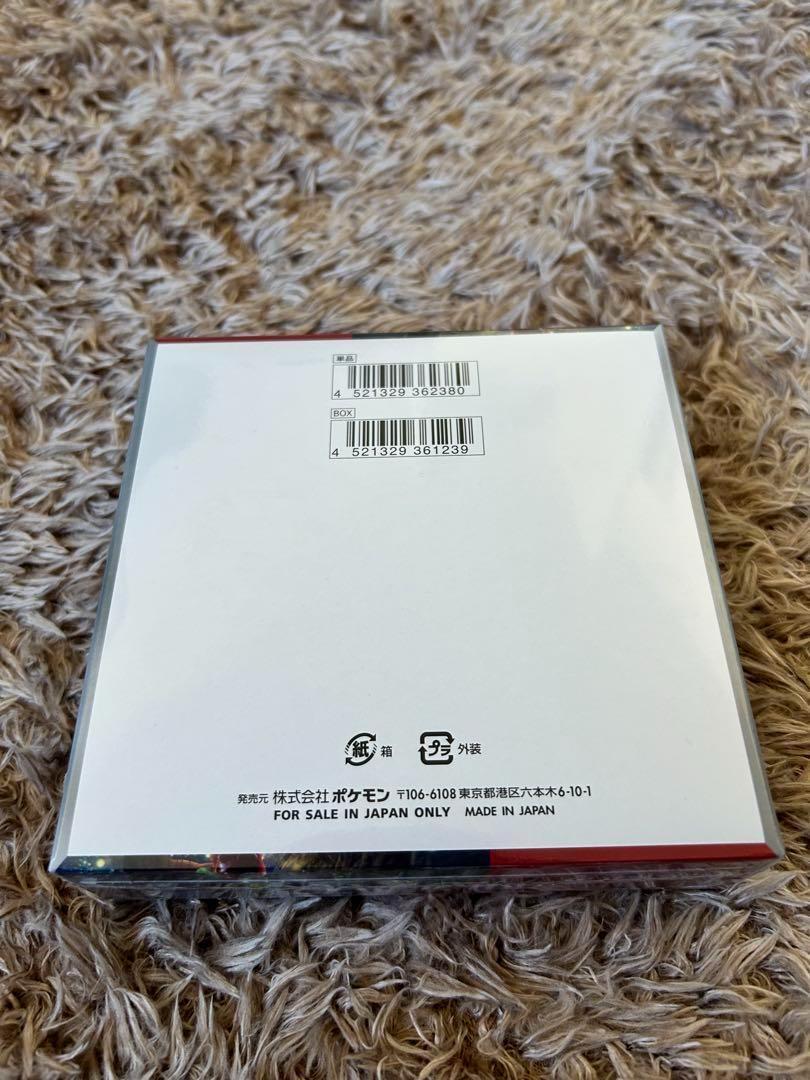 単品
4 521329 362380
BOX
4 521329 361239
紙 箱 プラ 外装
発売元 株式会社 ポケモン 〒106-6108 東京都港区六本木6-10-1
FOR SALE IN JAPAN ONLY MADE IN JAPAN